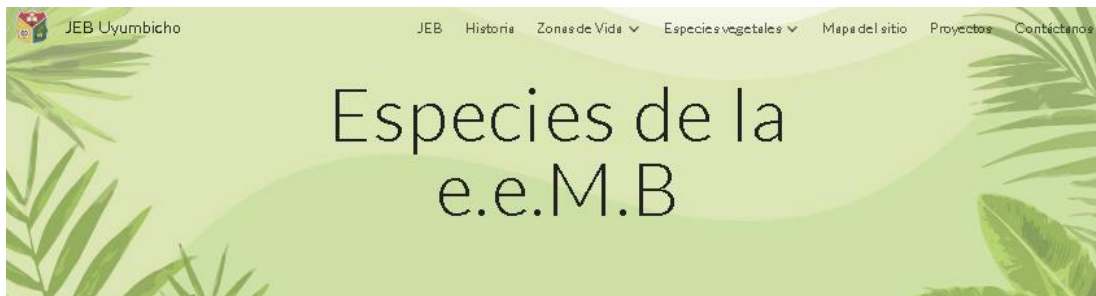 JEB Uyumbicho JEB Historia Zonas de Vida Especies vegetales Mapa del sitio Proyectos Contáctanos
Especies de la
e.e.M.B